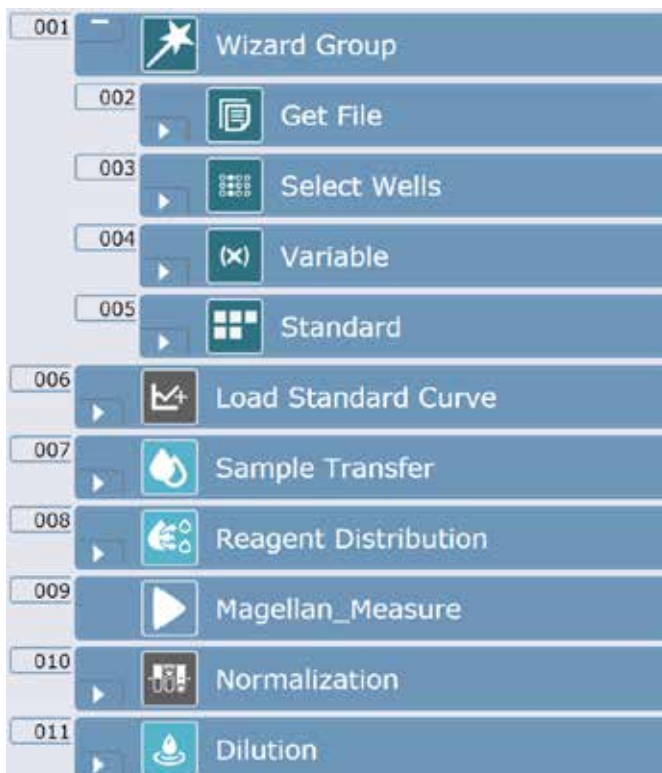 001 Wizard Group
002 Get File
003 Select Wells
004 (x) Variable
005 Standard
006 Load Standard Curve
007 Sample Transfer
008 Reagent Distribution
009 Magellan_Measure
010 Normalization
011 Dilution